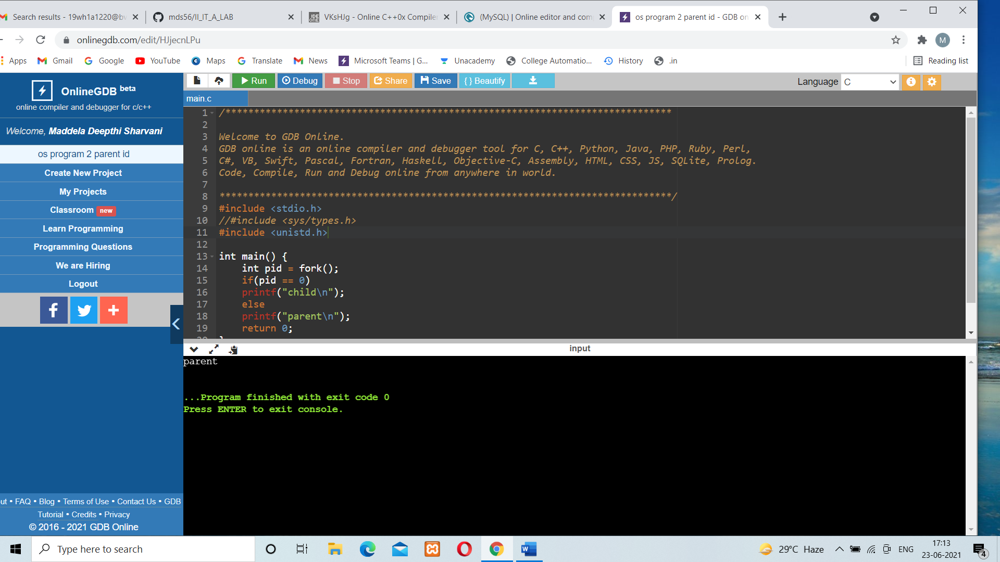 Search results - 19wh1a1220@bv
mds56/II_IT_A_LAB
VKsHJg - Online C++0x Compiler
(MySQL) | Online editor and com
os program 2 parent id - GDB on
onlinegdb.com/edit/HJjecnLPu
M
Apps
Gmail
Google
YouTube
Maps
Translate
News
Microsoft Teams | G...
Unacademy
College Automatio...
History
.in
Reading list
OnlineGDB beta
online compiler and debugger for c/c++
Welcome, Maddela Deepthi Sharvani
os program 2 parent id
Create New Project
My Projects
Classroom new
Learn Programming
Programming Questions
We are Hiring
Logout
Run
Debug
Stop
Share
Save
{ } Beautify
Language C
main.c
1 /******************************************************************************
2
3 Welcome to GDB Online.
4 GDB online is an online compiler and debugger tool for C, C++, Python, Java, PHP, Ruby, Perl,
5 C#, VB, Swift, Pascal, Fortran, Haskell, Objective-C, Assembly, HTML, CSS, JS, SQLite, Prolog.
6 Code, Compile, Run and Debug online from anywhere in world.
7
8 *******************************************************************************/
9 #include <stdio.h>
10 //#include <sys/types.h>
11 #include <unistd.h>
12
13 int main() {
14 int pid = fork();
15 if(pid == 0)
16 printf("child\n");
17 else
18 printf("parent\n");
19 return 0;
20 }
input
parent
...Program finished with exit code 0
Press ENTER to exit console.
ut • FAQ • Blog • Terms of Use • Contact Us • GDB
Tutorial • Credits • Privacy
© 2016 - 2021 GDB Online
Type here to search
29°C Haze
ENG
17:13
23-06-2021
4